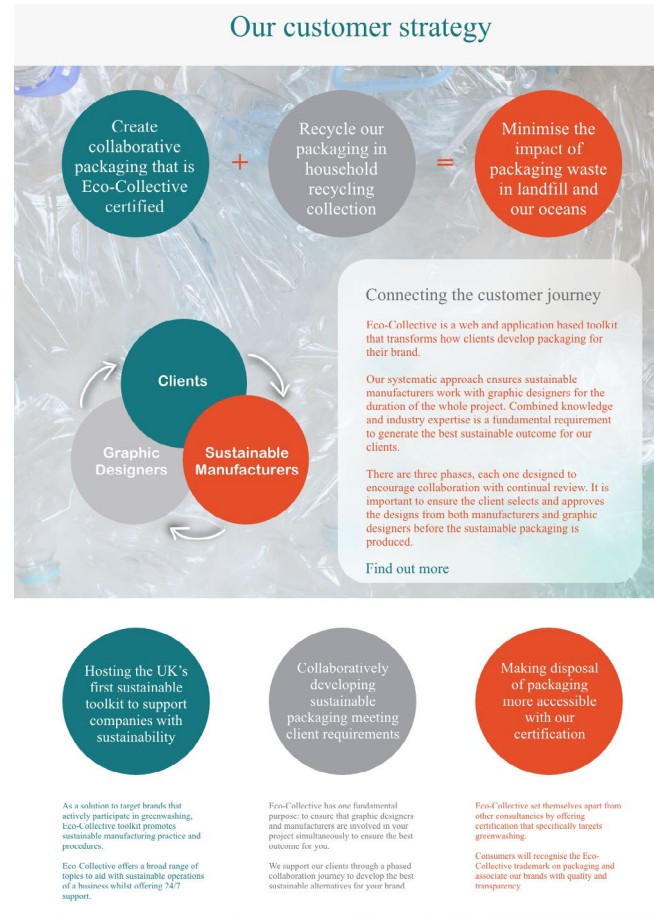 Our customer strategy
Create
collaborative
packaging that is
Eco-Collective
certified
+
Recycle our
packaging in
household
recycling
collection
=
Minimise the
impact of
packaging waste
in landfill and
our oceans
Clients
Graphic
Designers
Sustainable
Manufacturers
Connecting the customer journey
Eco-Collective is a web and application based toolkit
that transforms how clients develop packaging for
their brand.
Our systematic approach ensures sustainable
manufacturers work with graphic designers for the
duration of the whole project. Combined knowledge
and industry expertise is a fundamental requirement
to generate the best sustainable outcome for our
clients.
There are three phases, each one designed to
encourage collaboration with continual review. It is
important to ensure the client selects and approves
the designs from both manufacturers and graphic
designers before the sustainable packaging is
produced.
Find out more
Hosting the UK's
first sustainable
toolkit to support
companies with
sustainability
Collaboratively
developing
sustainable
packaging meeting
client requirements
Making disposal
of packaging
more accessible
with our
certification
As a solution to target brands that
actively participate in greenwashing,
Eco-Collective toolkit promotes
sustainable manufacturing practice and
procedures.
Eco-Collective offers a broad range of
topics to aid with sustainable operations
of a business whilst offering 24/7
support.
Eco-Collective has one fundamental
purpose: to ensure that graphic designers
and manufacturers are involved in your
project simultaneously to ensure the best
outcome for you.
We support our clients through a phased
collaboration journey to develop the best
sustainable alternatives for your brand
Eco-Collective set themselves apart from
other consultancies by offering
certification that specifically targets
greenwashing.
Consumers will recognise the Eco-
Collective trademark on packaging and
associate our brands with quality and
transparency